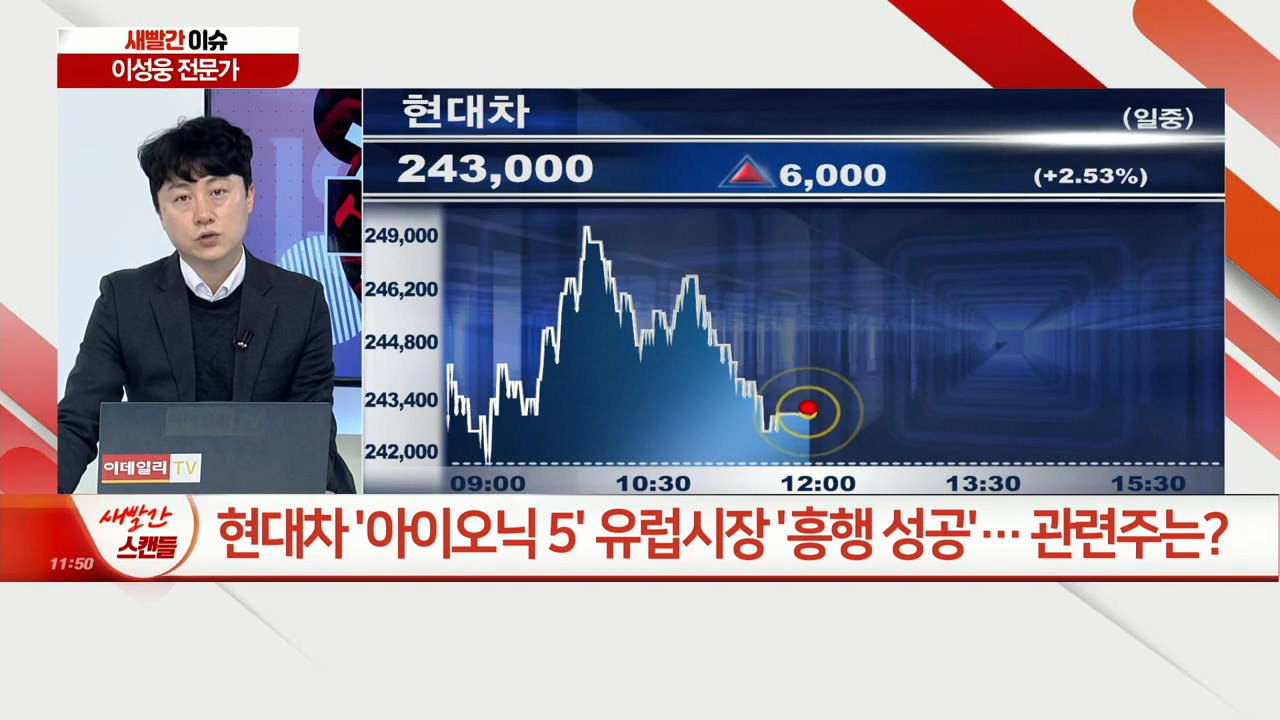 새빨간 이슈
이성웅 전문가
현대차
(일중)
243,000 ▲ 6,000 (+2.53%)
249,000
246,200
244,800
243,400
242,000
09:00 10:30 12:00 13:30 15:30
이데일리 TV
새빨간
스캔들
11:50
현대차 '아이오닉 5' 유럽시장 '흥행 성공'… 관련주는?